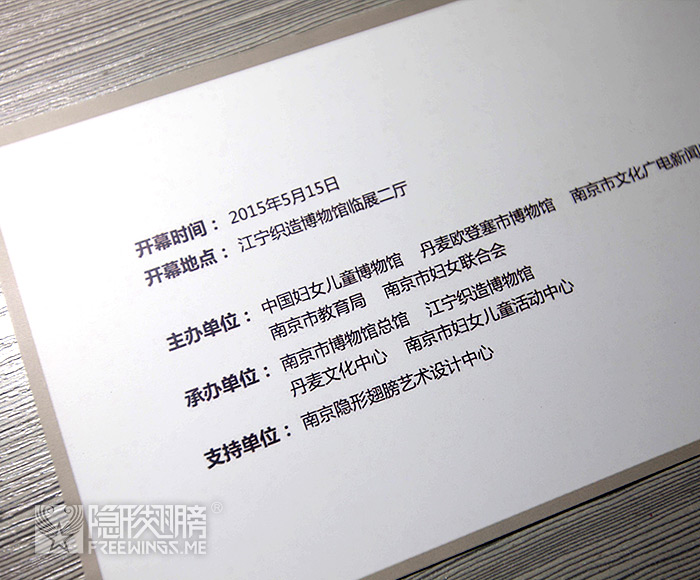 开幕时间： 2015年5月15日
开幕地点： 江宁织造博物馆临展二厅
主办单位： 中国妇女儿童博物馆 丹麦欧登塞市博物馆 南京市文化广电新闻
南京市教育局 南京市妇女联合会
承办单位： 南京市博物馆总馆 江宁织造博物馆
丹麦文化中心 南京市妇女儿童活动中心
支持单位： 南京隐形翅膀艺术设计中心
隐形翅膀®
FREEWINGS.ME